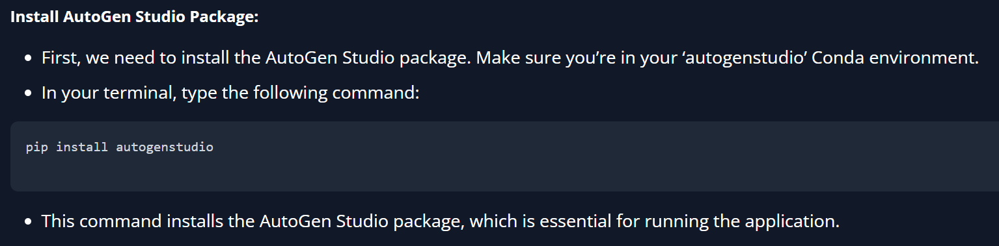 Install AutoGen Studio Package:
• First, we need to install the AutoGen Studio package. Make sure you’re in your ‘autogenstudio’ Conda environment.
• In your terminal, type the following command:
pip install autogenstudio
• This command installs the AutoGen Studio package, which is essential for running the application.